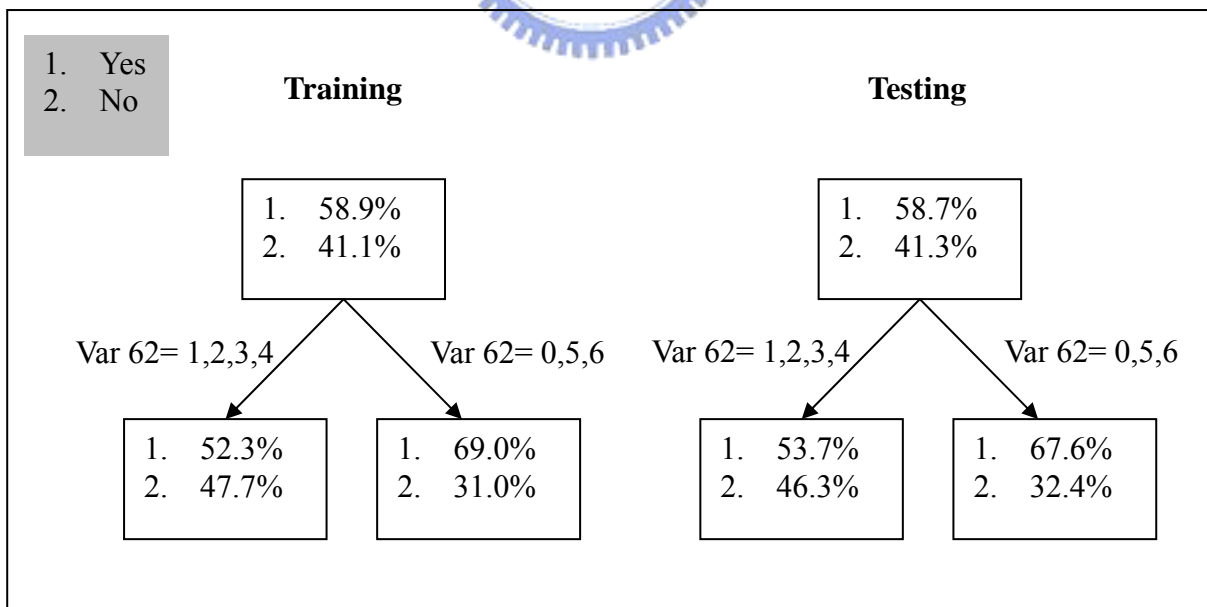 1. Yes
2. No
Training
Testing
1. 58.9%
2. 41.1%
1. 58.7%
2. 41.3%
Var 62= 1,2,3,4
Var 62= 0,5,6
Var 62= 1,2,3,4
Var 62= 0,5,6
1. 52.3%
2. 47.7%
1. 69.0%
2. 31.0%
1. 53.7%
2. 46.3%
1. 67.6%
2. 32.4%